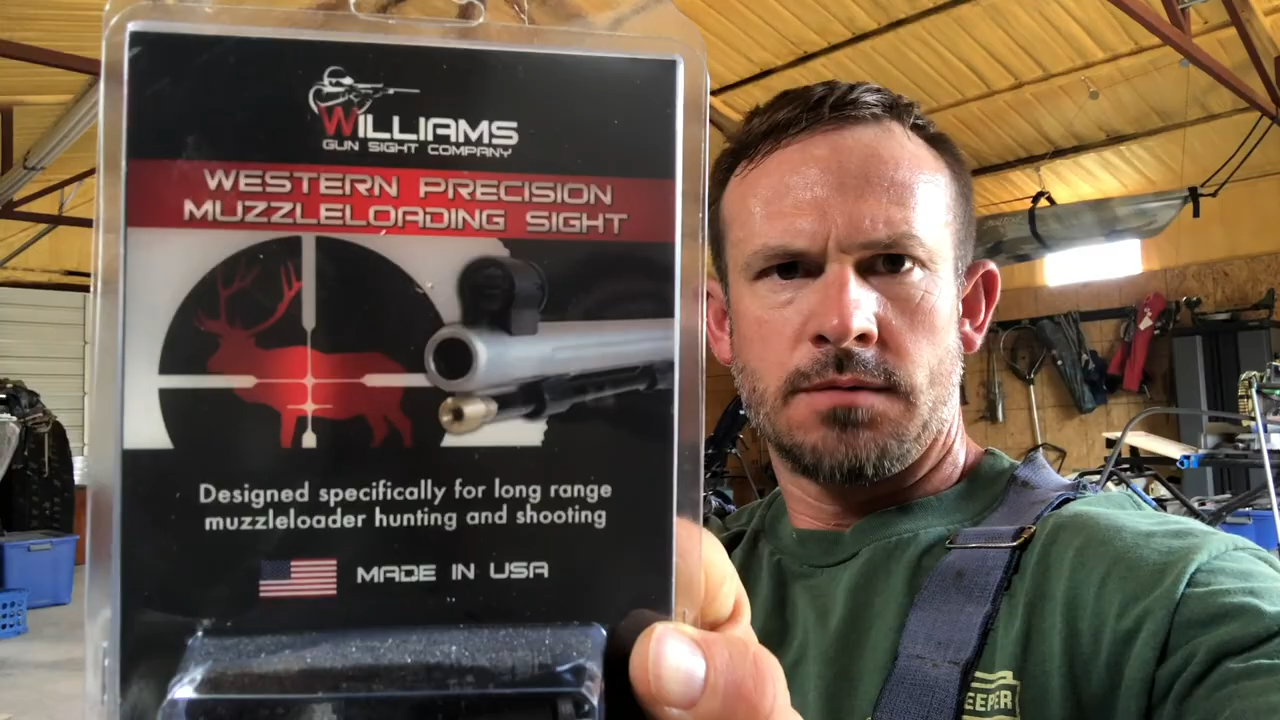 WILLIAMS
GUN SIGHT COMPANY
WESTERN PRECISION
MUZZLELOADING SIGHT
Designed specifically for long range
muzzleloader hunting and shooting
MADE IN USA